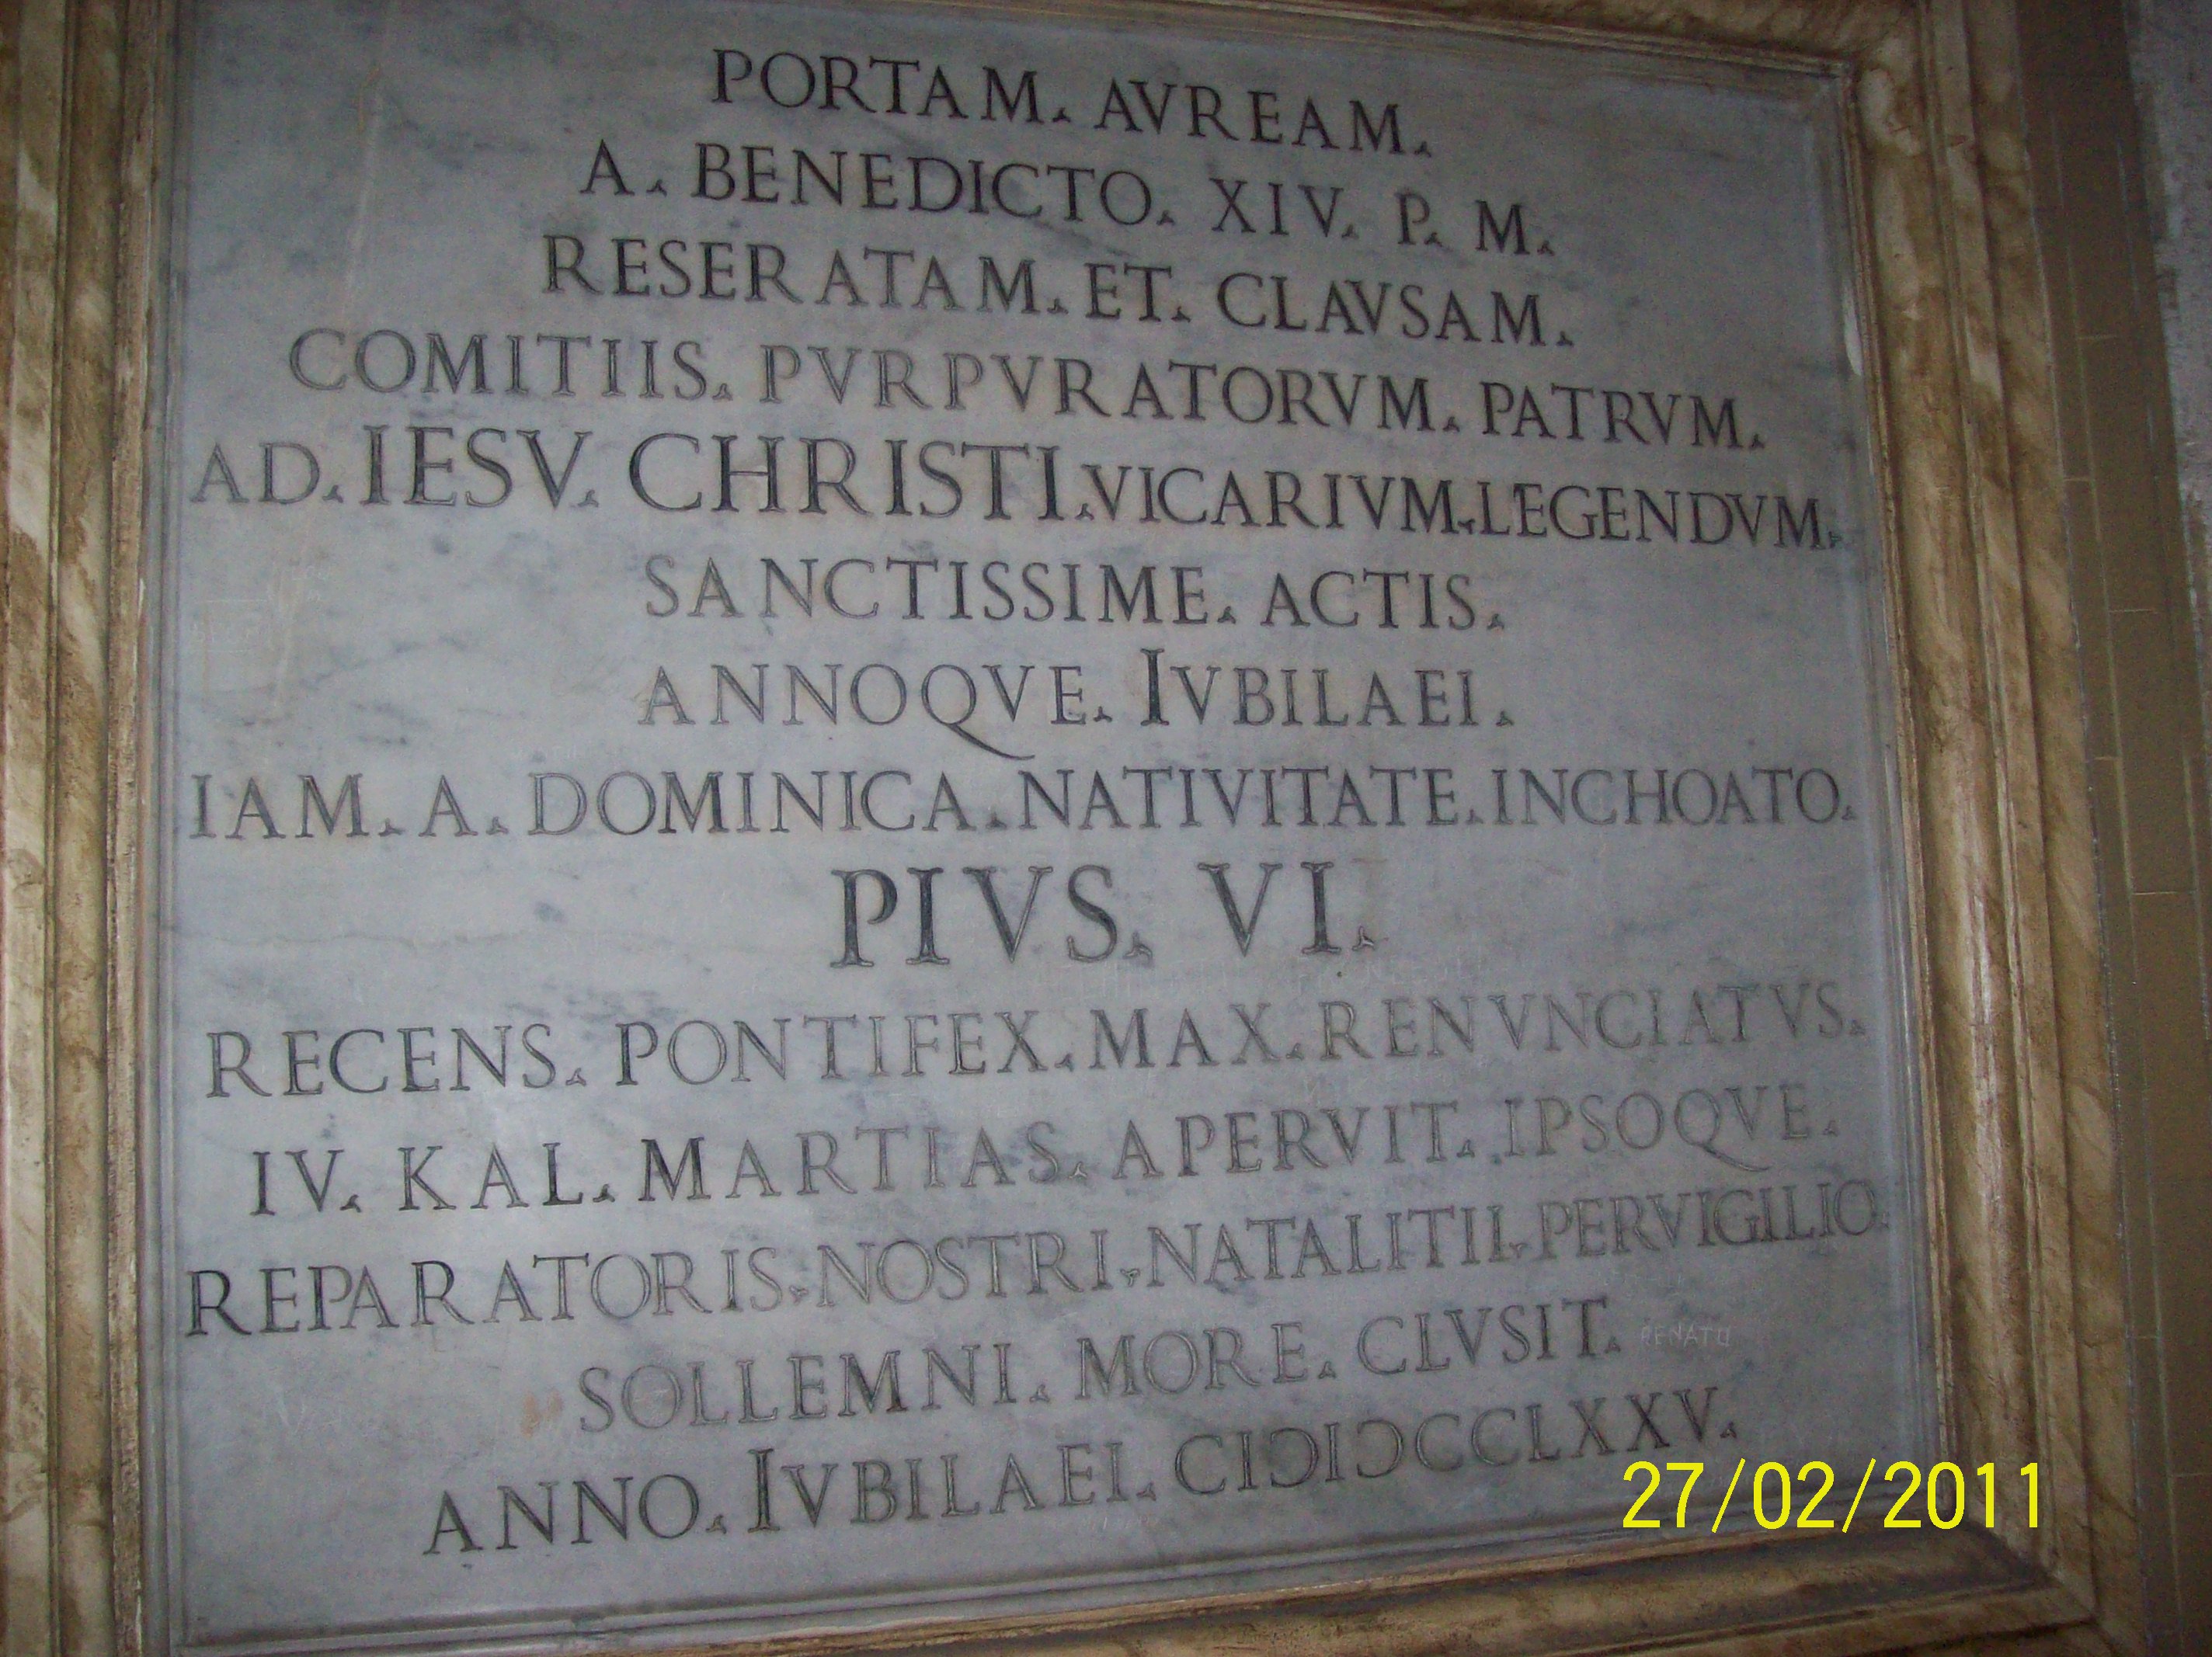 PORTAM. AVREAM.
A. BENEDICTO. XIV. P. M.
RESERATAM. ET. CLAVSAM.
COMITIIS. PVRPVRATORVM. PATRVM.
AD. IESV. CHRISTI. VICARIVM. LEGENDVM.
SANCTISSIME. ACTIS.
ANNOQVE. IVBILAEI.
IAM. A. DOMINICA. NATIVITATE. INCHOATO.
PIVS. VI.
RECENS. PONTIFEX. MAX. RENVNCIATVS.
IV. KAL. MARTIAS. APERVIT. IPSOQVE.
REPARATORIS. NOSTRI. NATALITII. PERVIGILIO.
SOLLEMNI. MORE. CLVSIT.
RENATO
ANNO. IVBILAEI. CIƆIƆCCLXXV.
27/02/2011